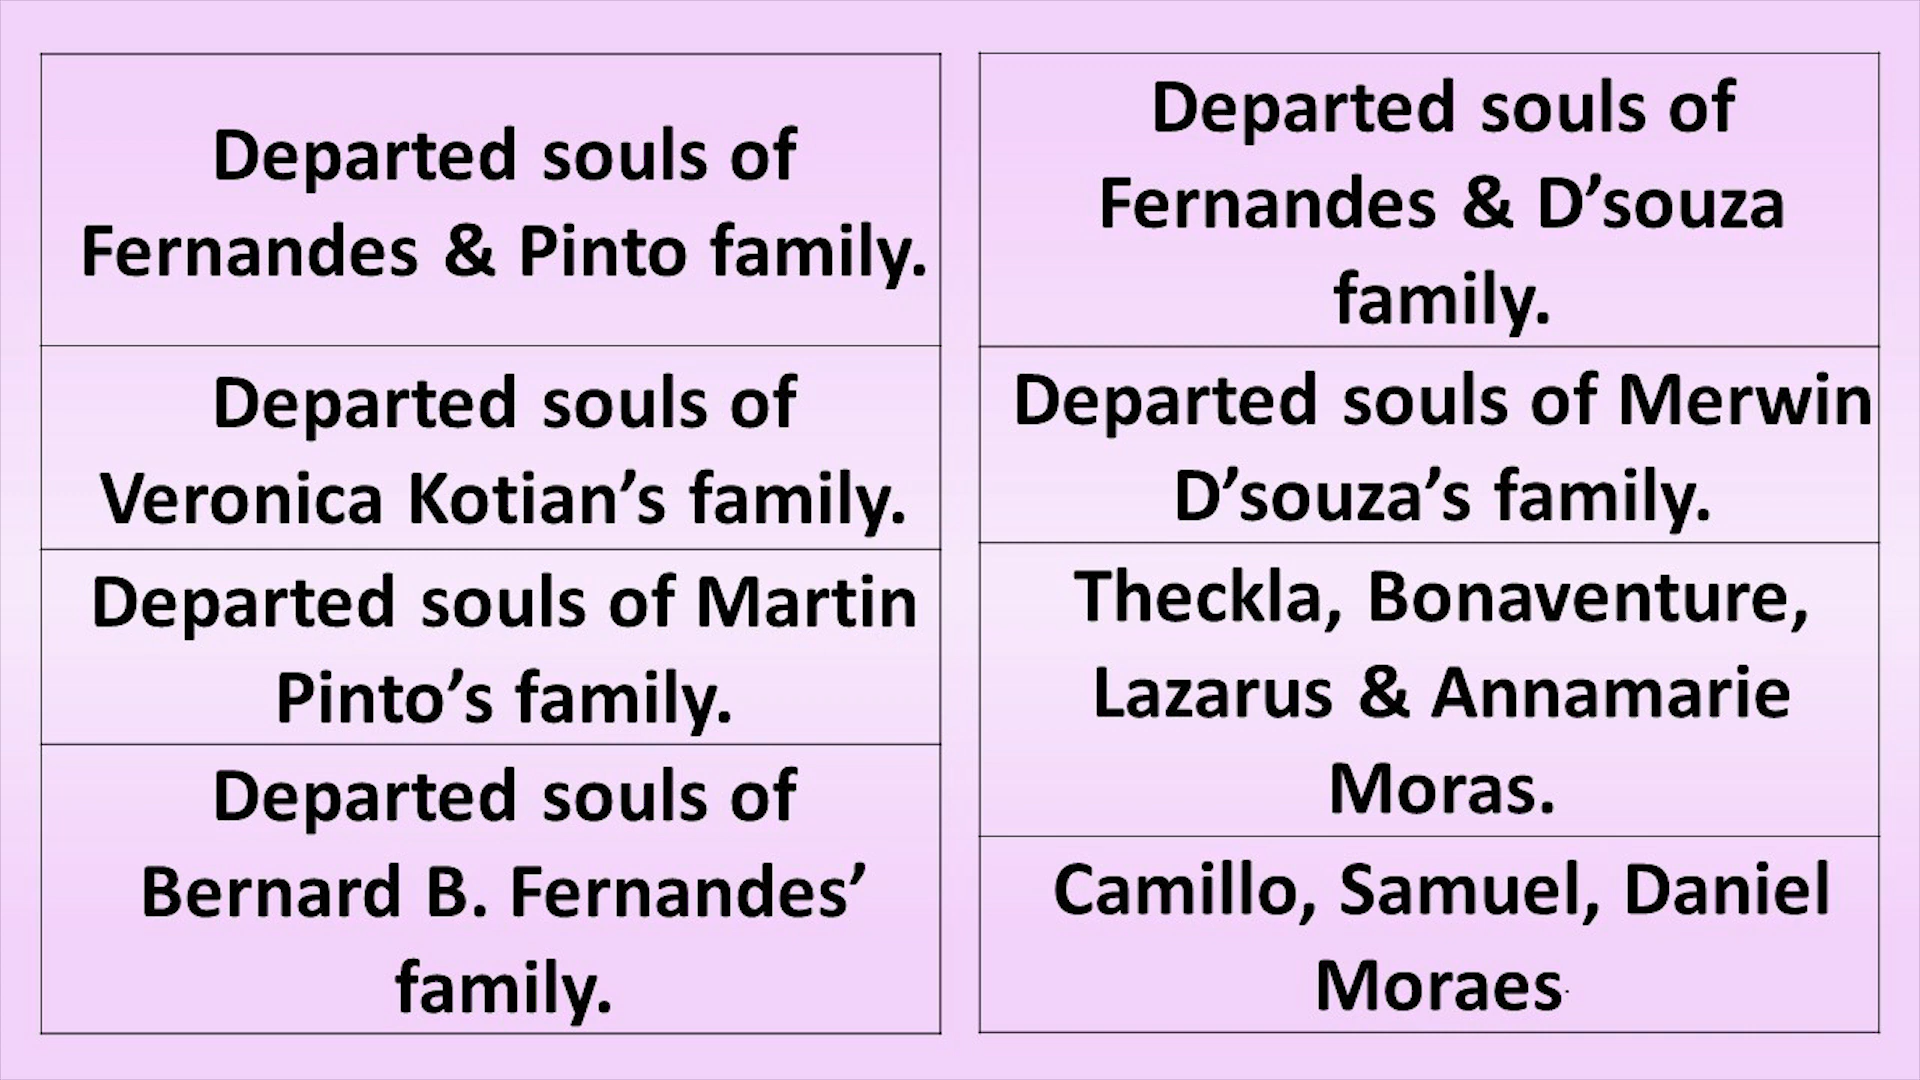 Departed souls of
Fernandes & Pinto family.
Departed souls of
Veronica Kotian’s family.
Departed souls of Martin
Pinto’s family.
Departed souls of
Bernard B. Fernandes’
family.
Departed souls of
Fernandes & D’souza
family.
Departed souls of Merwin
D’souza’s family.
Theckla, Bonaventure,
Lazarus & Annamarie
Moras.
Camillo, Samuel, Daniel
Moraes.